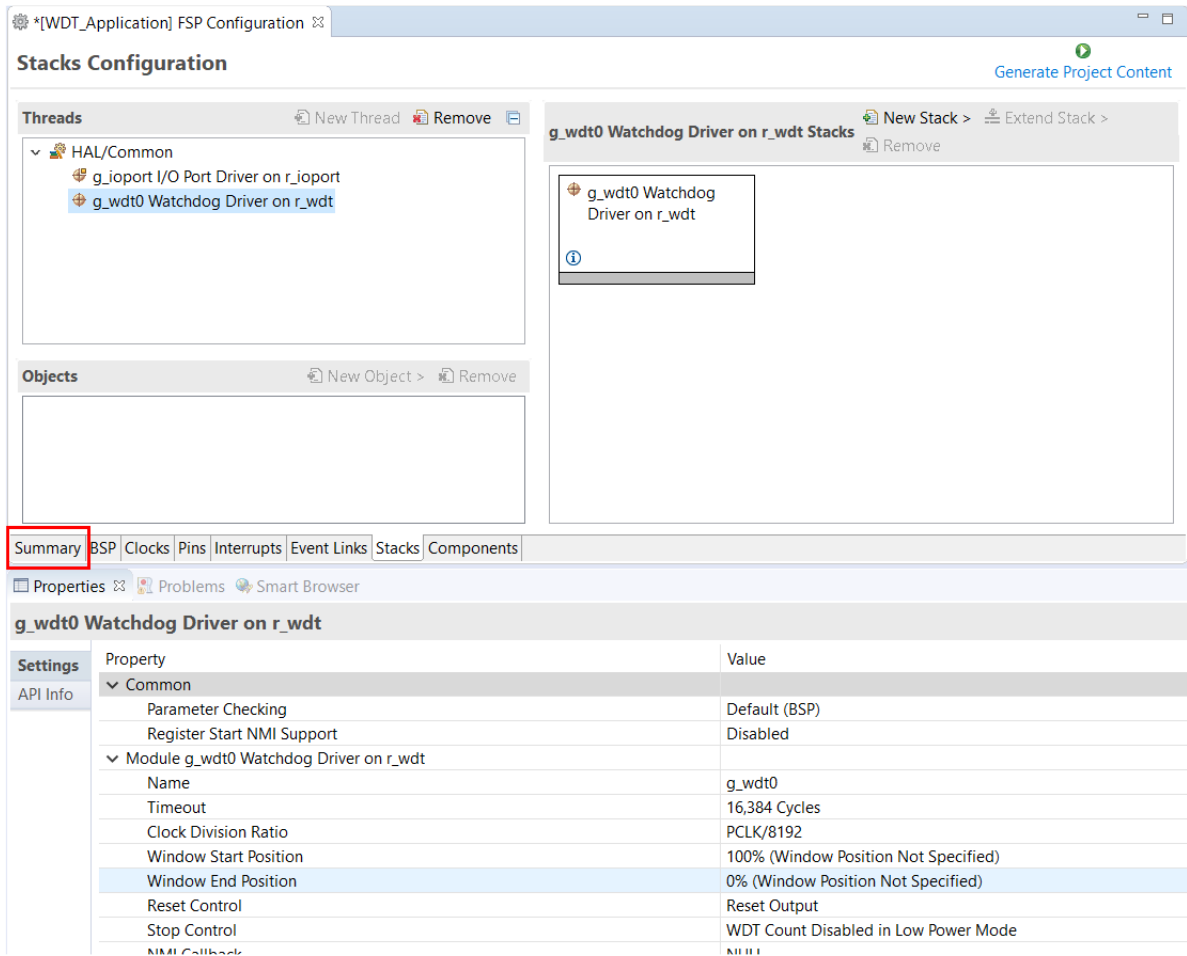 *[WDT_Application] FSP Configuration
Stacks Configuration
Generate Project Content
Threads
New Thread
Remove
HAL/Common
g_ioport I/O Port Driver on r_ioport
g_wdt0 Watchdog Driver on r_wdt
Objects
New Object >
Remove
g_wdt0 Watchdog Driver on r_wdt Stacks
New Stack >
Extend Stack >
Remove
g_wdt0 Watchdog
Driver on r_wdt
Summary BSP Clocks Pins Interrupts Event Links Stacks Components
Properties Problems Smart Browser
g_wdt0 Watchdog Driver on r_wdt
Settings
API Info
Property Value
Common
Parameter Checking Default (BSP)
Register Start NMI Support Disabled
Module g_wdt0 Watchdog Driver on r_wdt
Name g_wdt0
Timeout 16,384 Cycles
Clock Division Ratio PCLK/8192
Window Start Position 100% (Window Position Not Specified)
Window End Position 0% (Window Position Not Specified)
Reset Control Reset Output
Stop Control WDT Count Disabled in Low Power Mode
NMI Callback NULL